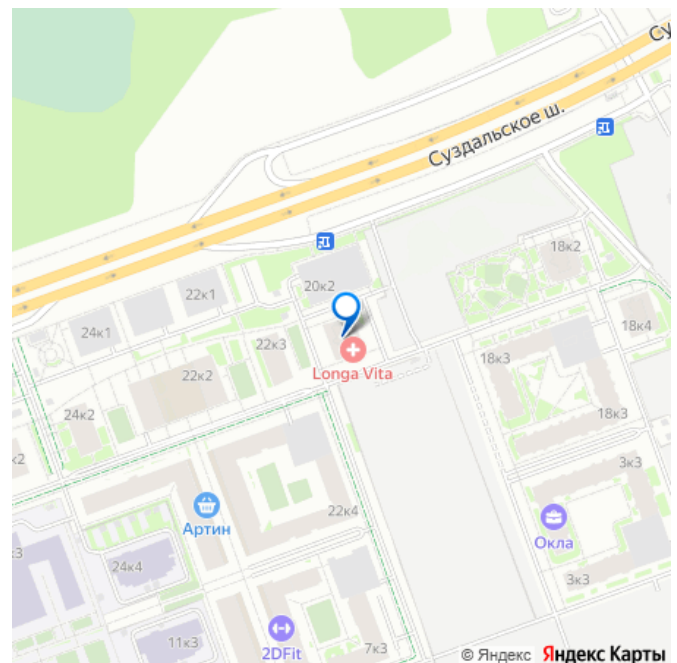 Су
Суздальское ш.
18к2
20к2
22к1
18к4
24к1
22к3
18к3
Longa Vita
22к2
24к2
18к3
к2
3к3
22к4
Артин
Окла
к3
24к4
3к3
11к3
7к3
2DFit
© Яндекс Яндекс Карты